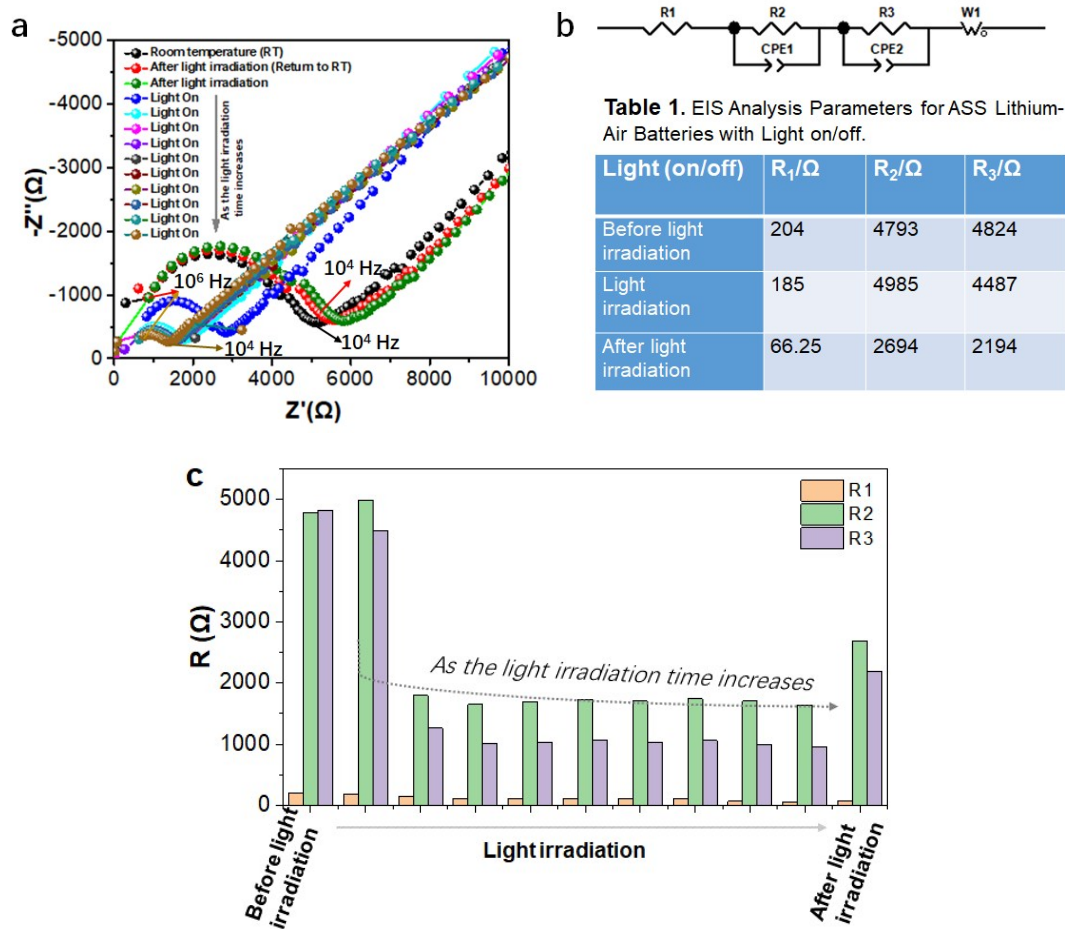 a
-5000
-4000
-3000
-2000
-1000
0
-Z''(Ω)
Room temperature (RT)
After light irradiation (Return to RT)
After light irradiation
Light On
Light On
Light On
Light On
Light On
Light On
Light On
Light On
Light On
Light On
As the light irradiation
time increases
10⁶ Hz
10⁴ Hz
10⁴ Hz
10⁴ Hz
0 2000 4000 6000 8000 10000
Z'(Ω)
b
R1 R2 R3 W1
CPE1 CPE2
Table 1. EIS Analysis Parameters for ASS Lithium-
Air Batteries with Light on/off.
Light (on/off) R₁/Ω R₂/Ω R₃/Ω
Before light
irradiation 204 4793 4824
Light
irradiation 185 4985 4487
After light
irradiation 66.25 2694 2194
c
5000
4000
3000
2000
1000
0
R (Ω)
R1
R2
R3
As the light irradiation time increases
Before light
irradiation
Light irradiation
After light
irradiation